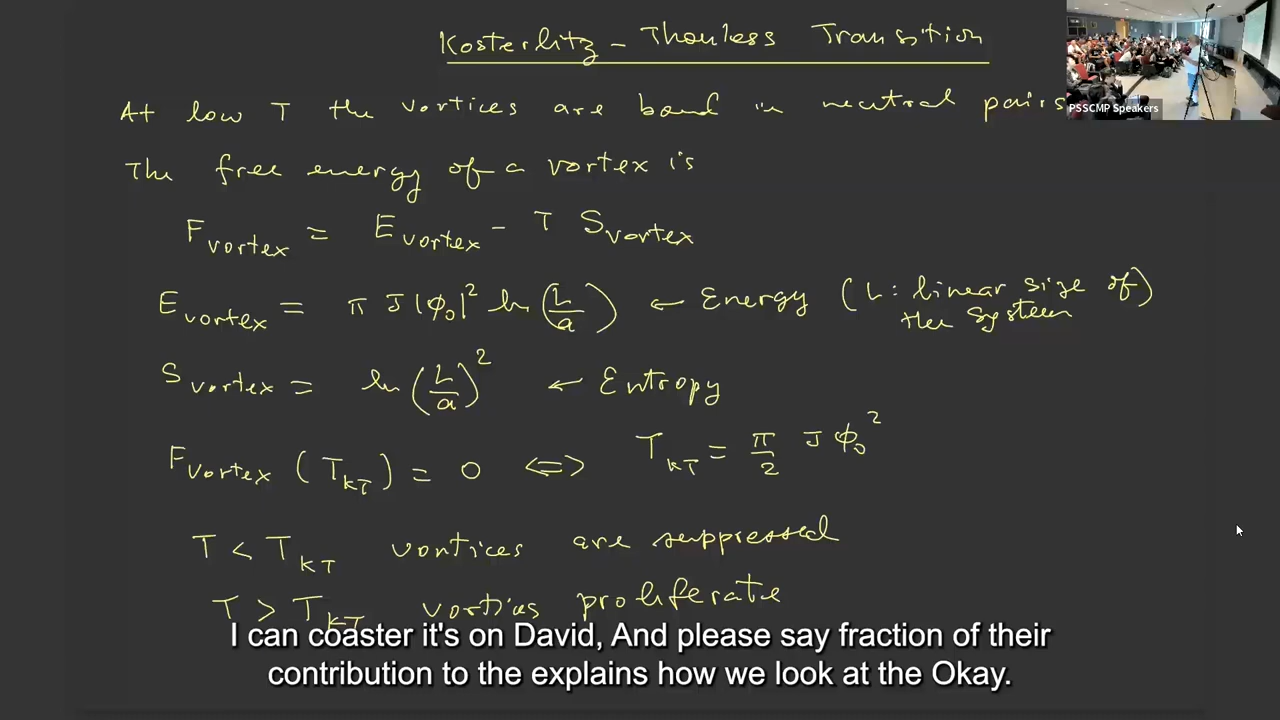 Kosterlitz – Thouless Transition
At low T the vortices are bound in neutral pairs
PSSCMP Speakers
The free energy of a vortex is
F_vortex = E_vortex - T S_vortex
E_vortex = π J |ϕ₀|² ln (L/a) ← Energy (L: linear size of the system)
S_vortex = ln (L/a)² ← Entropy
F_vortex (T_KT) = 0 ⇔ T_KT = π/2 J ϕ₀²
T < T_KT vortices are suppressed
T > T_KT vortices proliferate
I can coaster it's on David, And please say fraction of their
contribution to the explains how we look at the Okay.